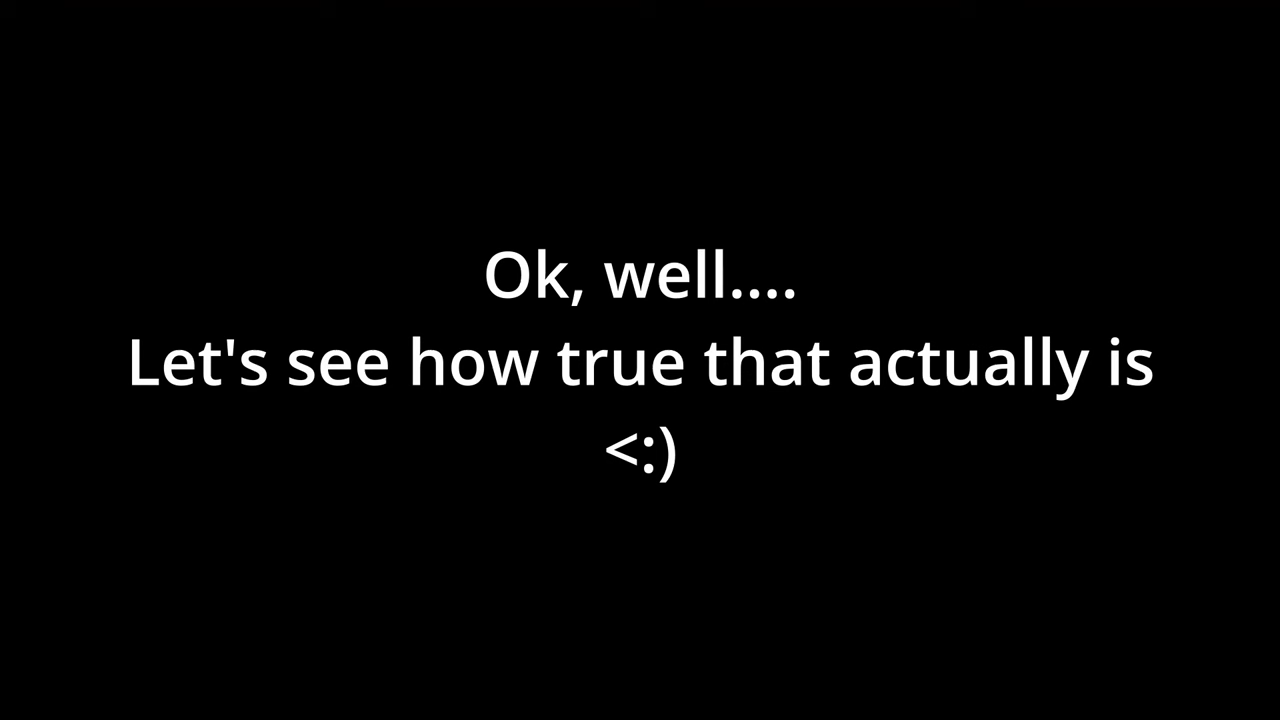 Ok, well....
Let's see how true that actually is
<:)